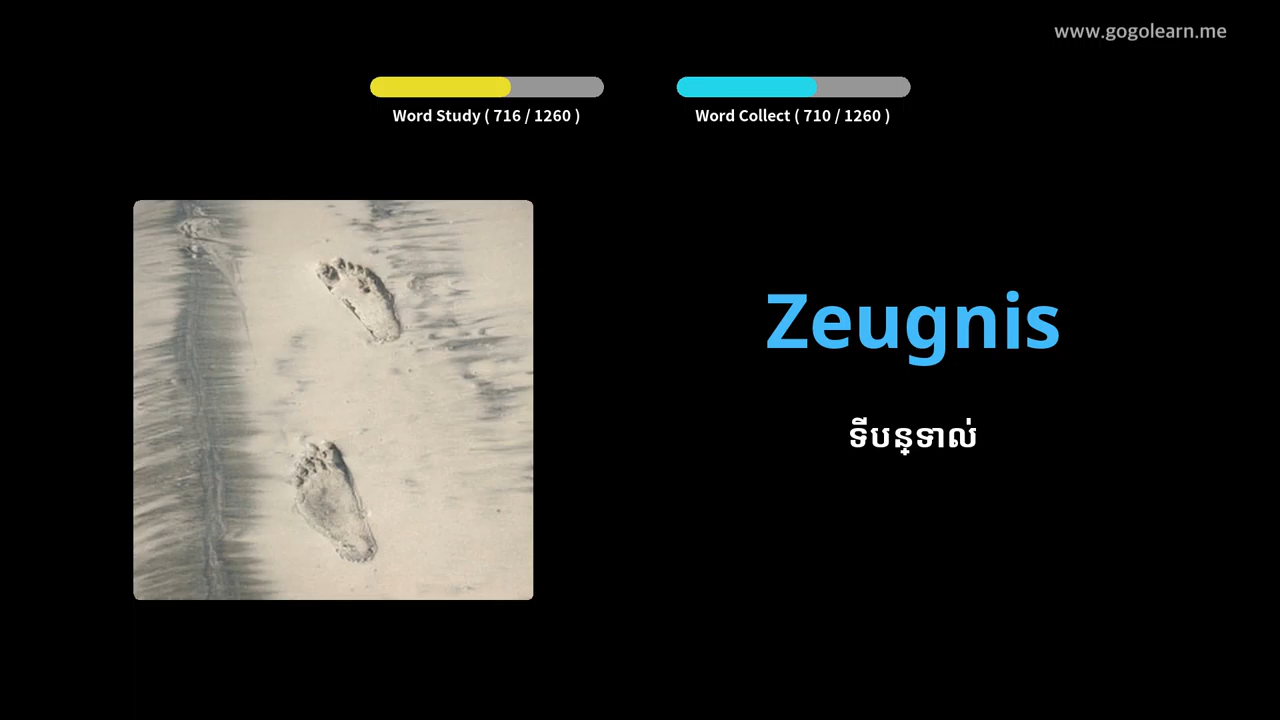 www.gogolearn.me
Word Study ( 716 / 1260 )
Word Collect ( 710 / 1260 )
Zeugnis
ទីបន្ទាល់